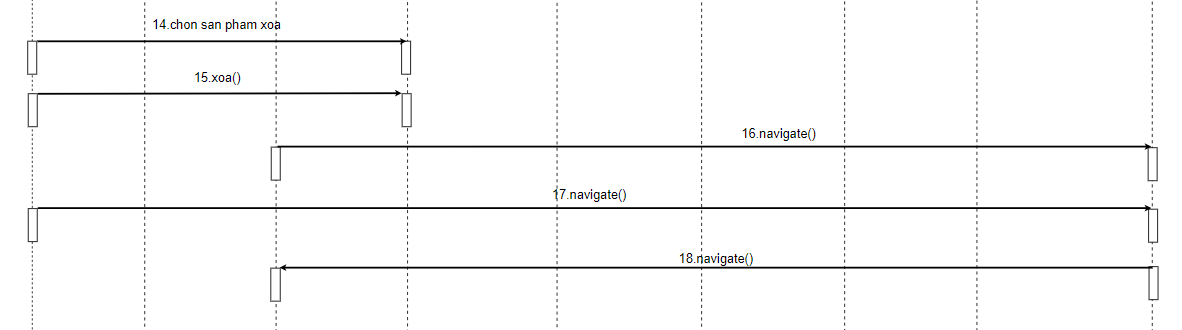 14.chon san pham xoa
15.xoa()
16.navigate()
17.navigate()
18.navigate()